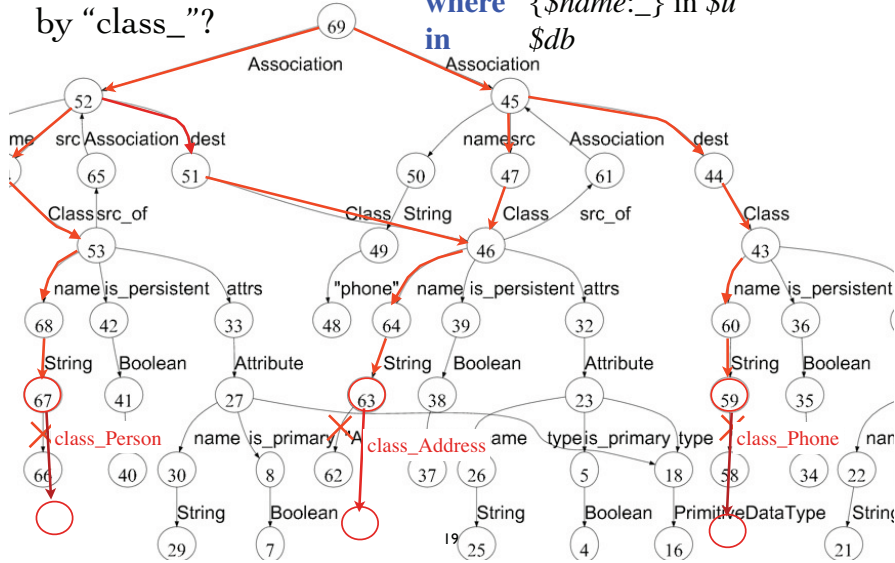 by “class_”?
where {$name:_} in $u
in $db
69
Association Association
52 45
me src Association dest name src Association dest
65 51 50 47 61 44
Class src_of Class String Class src_of Class
53 49 46 43
name is_persistent attrs "phone" name is_persistent attrs name is_persistent
68 42 33 48 64 39 32 60 36
String Boolean Attribute String Boolean Attribute String Boolean
67 41 27 63 38 23 59 35
class_Person name is_primary "A class_Address ame type is_primary type class_Phone nam
66 40 30 8 62 37 26 5 18 58 34 22
String Boolean String Boolean PrimitiveDataType String
29 7 19 25 4 16 21